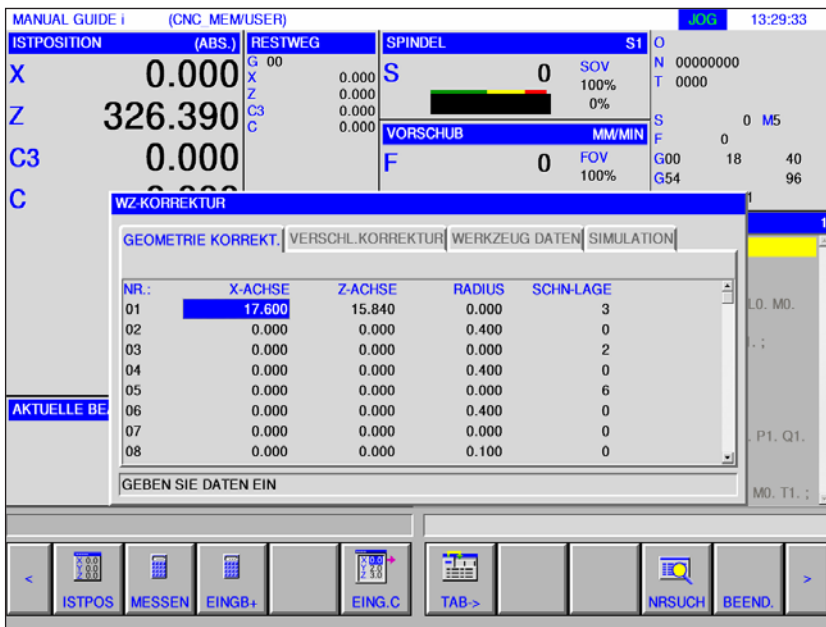 MANUAL GUIDE i (CNC_MEM/USER) JOG 13:29:33
ISTPOSITION (ABS.)
X 0.000
Z 326.390
C3 0.000
C
RESTWEG
G 00
X 0.000
Z 0.000
C3 0.000
C 0.000
SPINDEL S1
S 0 SOV
100%
0%
VORSCHUB MM/MIN
F 0 FOV
100%
O
N 00000000
T 0000
S 0 M5
F 0
G00 18 40
G54 96
1
1
L0. M0.
. ;
. P1. Q1.
M0. T1. ;
AKTUELLE BE
WZ-KORREKTUR
GEOMETRIE KORREKT. VERSCHL.KORREKTUR WERKZEUG DATEN SIMULATION
NR.: X-ACHSE Z-ACHSE RADIUS SCHN-LAGE
01 17.600 15.840 0.000 3
02 0.000 0.000 0.400 0
03 0.000 0.000 0.000 2
04 0.000 0.000 0.400 0
05 0.000 0.000 0.000 6
06 0.000 0.000 0.400 0
07 0.000 0.000 0.000 0
08 0.000 0.000 0.100 0
GEBEN SIE DATEN EIN
< ISTPOS MESSEN EINGB+ EING.C TAB-> NRSUCH BEEND. >